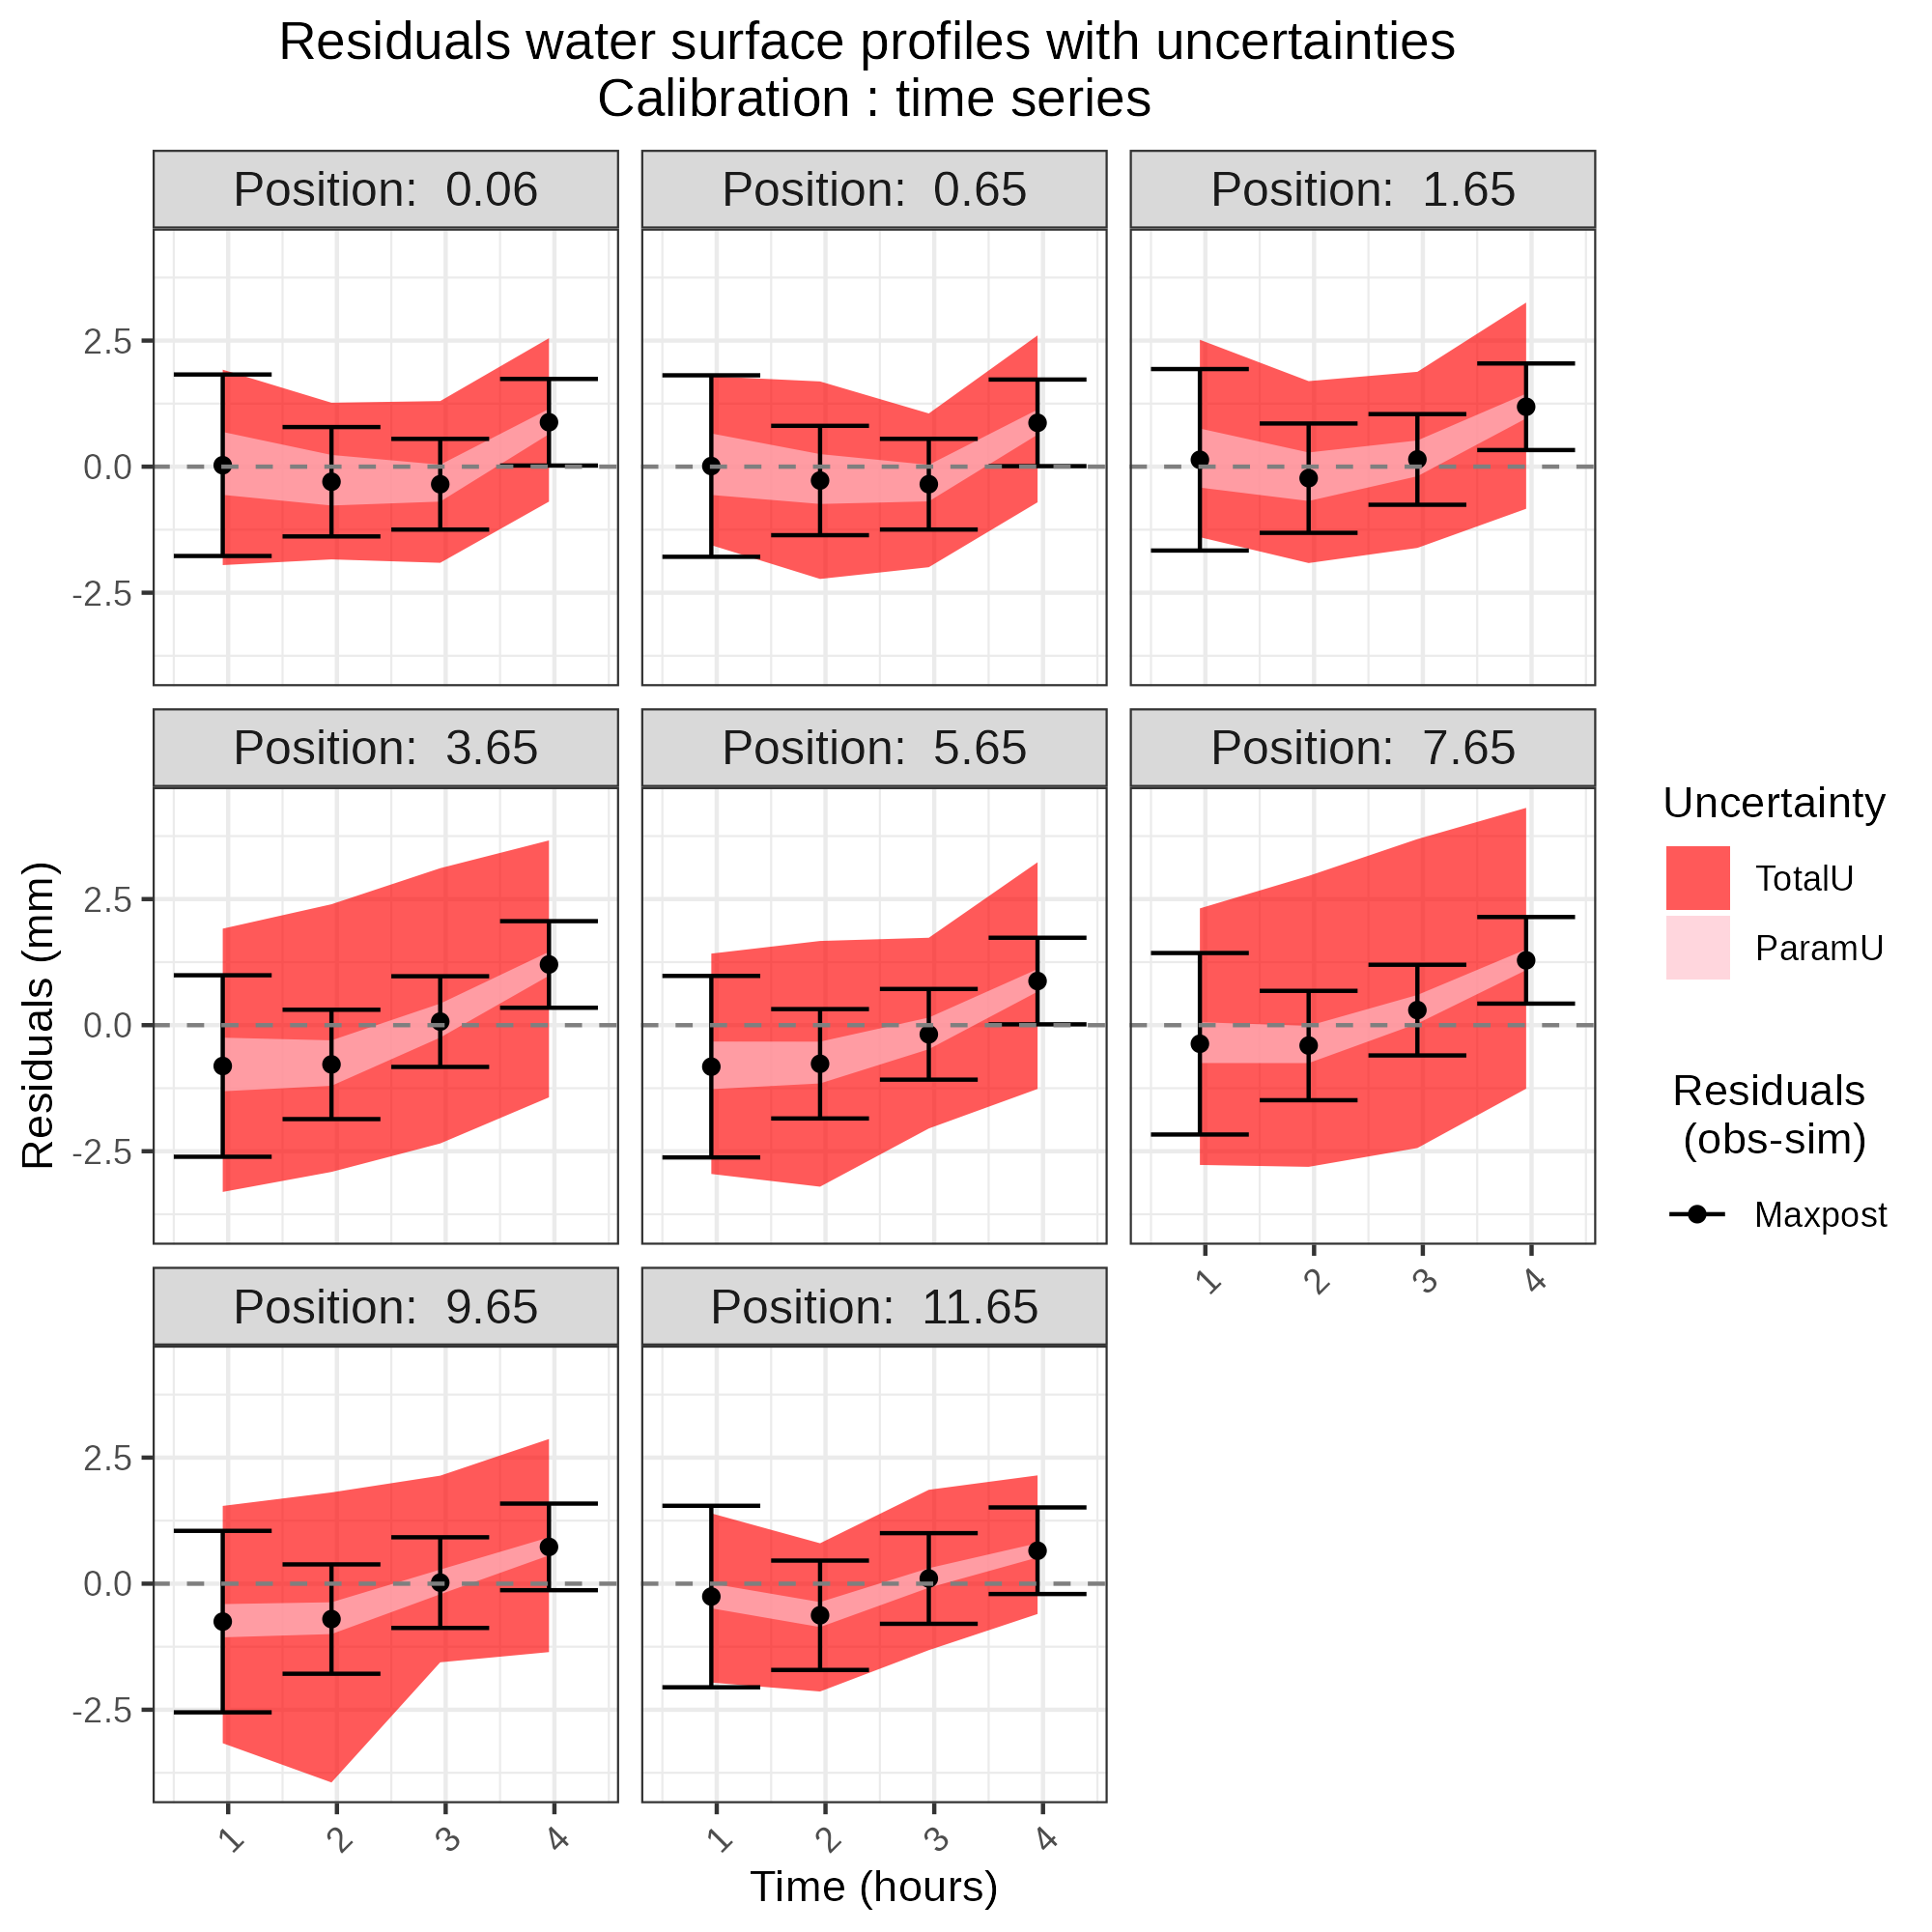 Residuals water surface profiles with uncertainties
Calibration : time series
Position:  0.06
Position:  0.65
Position:  1.65
2.5
0.0
-2.5
Position:  3.65
Position:  5.65
Position:  7.65
2.5
0.0
-2.5
1
2
3
4
Position:  9.65
Position:  11.65
2.5
0.0
-2.5
1
2
3
4
1
2
3
4
Time (hours)
Residuals (mm)
Uncertainty
TotalU
ParamU
Residuals
(obs-sim)
Maxpost